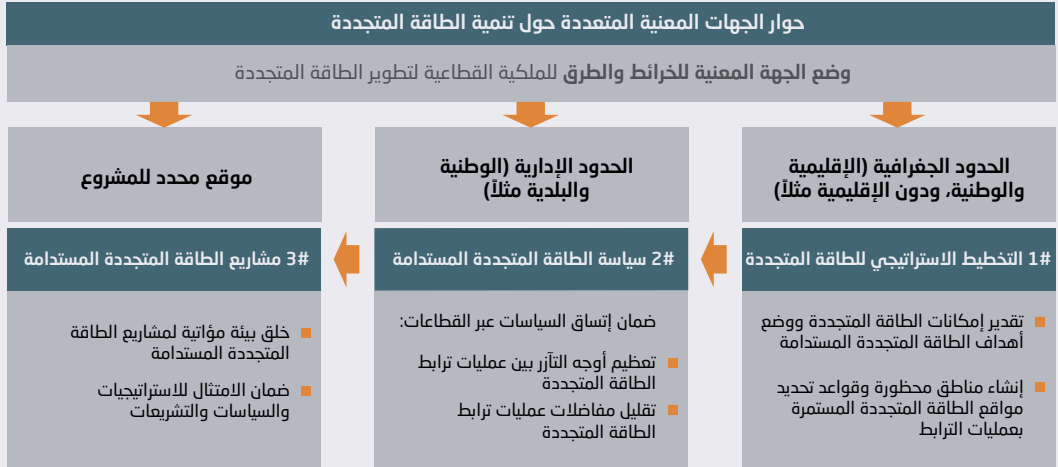 حوار الجهات المعنية المتعددة حول تنمية الطاقة المتجددة
وضع الجهة المعنية للخرائط والطرق للملكية القطاعية لتطوير الطاقة المتجددة
الحدود الجغرافية (الإقليمية
والوطنية، ودون الإقليمية مثلاً)
الحدود الإدارية (الوطنية
والبلدية مثلاً)
موقع محدد للمشروع
#1 التخطيط الاستراتيجي للطاقة المتجددة
تقدير إمكانات الطاقة المتجددة ووضع
أهداف الطاقة المتجددة المستدامة
إنشاء مناطق محظورة وقواعد تحديد
مواقع الطاقة المتجددة المستمرة
بعمليات الترابط
#2 سياسة الطاقة المتجددة المستدامة
ضمان إتساق السياسات عبر القطاعات:
تعظيم أوجه التآزر بين عمليات ترابط
الطاقة المتجددة
تقليل مفاضلات عمليات ترابط
الطاقة المتجددة
#3 مشاريع الطاقة المتجددة المستدامة
خلق بيئة مؤاتية لمشاريع الطاقة
المتجددة المستدامة
ضمان الامتثال للاستراتيجيات
والسياسات والتشريعات